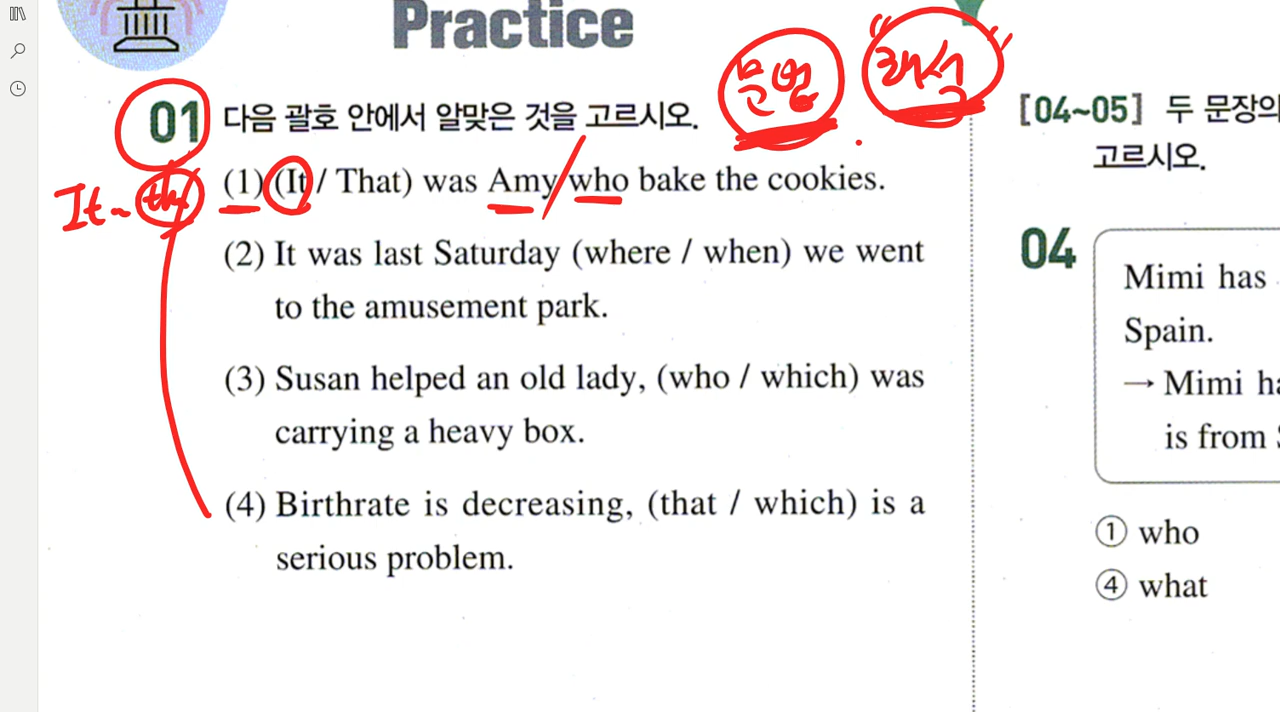 Practice
문법
해석
01 다음 괄호 안에서 알맞은 것을 고르시오.
It ~ that
(1) (It / That) was Amy who bake the cookies.
(2) It was last Saturday (where / when) we went
to the amusement park.
(3) Susan helped an old lady, (who / which) was
carrying a heavy box.
(4) Birthrate is decreasing, (that / which) is a
serious problem.
[04~05] 두 문장의
고르시오.
04
Mimi has
Spain.
→ Mimi ha
is from S
① who
④ what